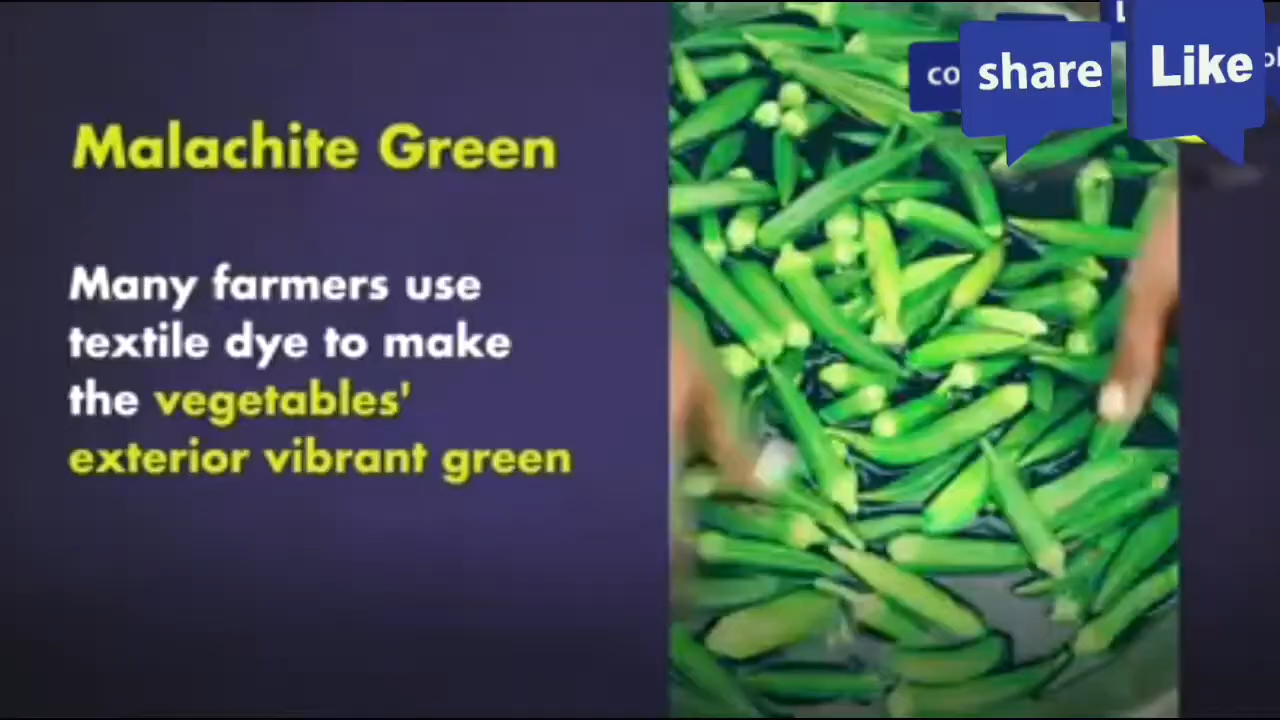 Malachite Green
Many farmers use
textile dye to make
the vegetables'
exterior vibrant green
share
Like